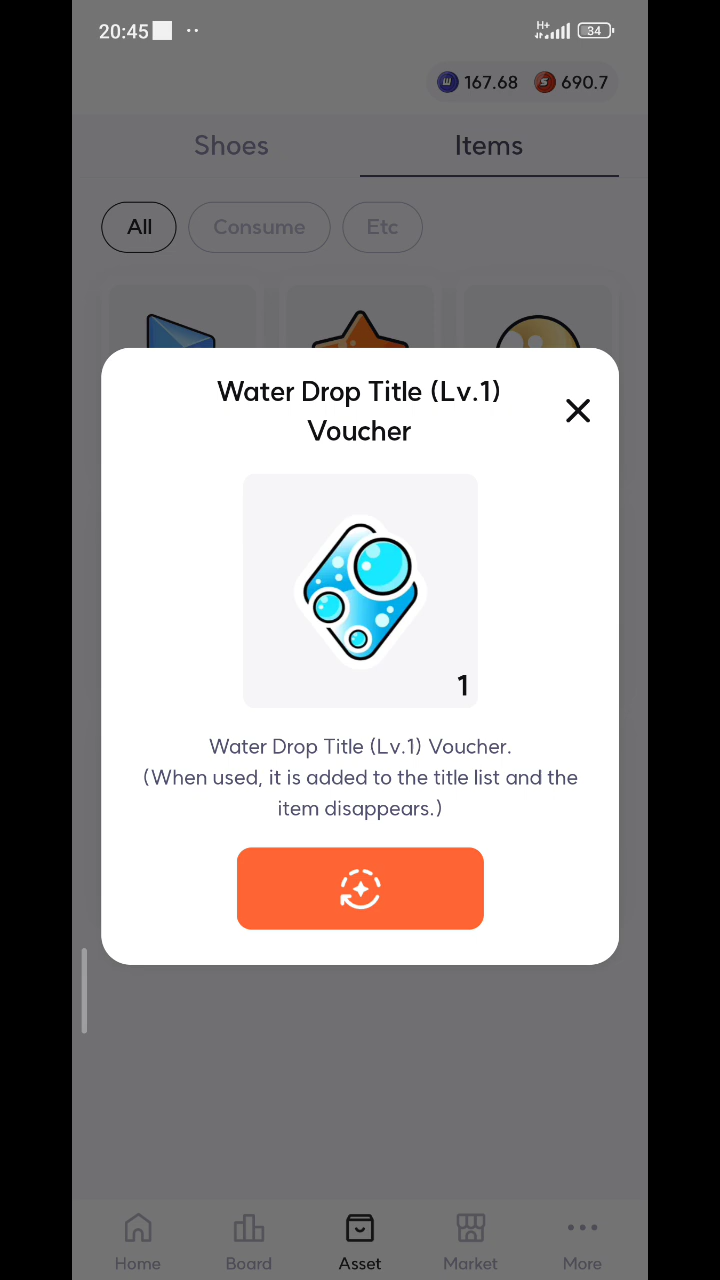 20:45
H+
34
167.68 690.7
Shoes Items
All Consume Etc
Water Drop Title (Lv.1)
Voucher
1
Water Drop Title (Lv.1) Voucher.
(When used, it is added to the title list and the
item disappears.)
Home Board Asset Market More